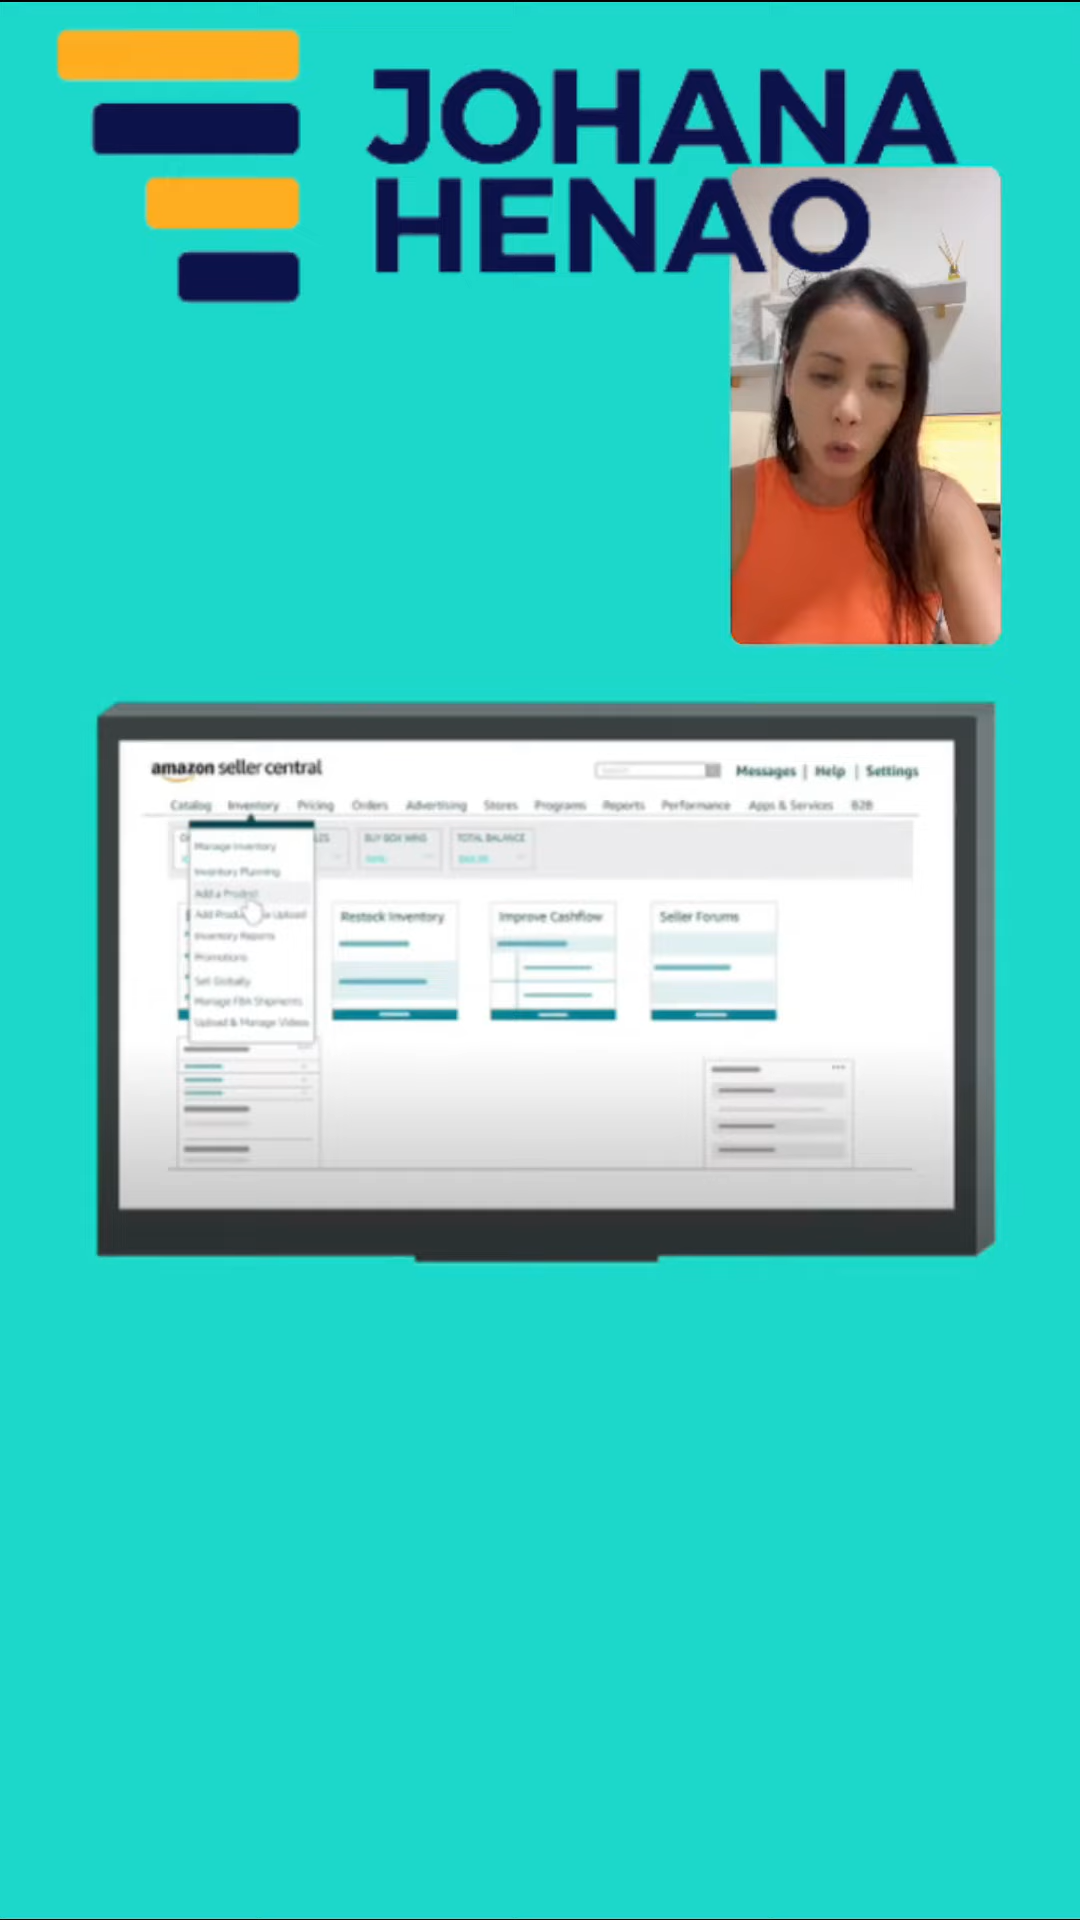 JOHANA
HENAO
amazon seller central
Messages | Help | Settings
Catalog Inventory Pricing Orders Advertising Stores Programs Reports Performance Apps & Services B2B
BUY BOX WINS
TOTAL BALANCE
Manage Inventory
Inventory Planning
Add a Product
Add Upload
Inventory Reports
Promotions
Sell Globally
Manage FBA Shipments
Upload & Manage Videos
Restock Inventory
Improve Cashflow
Seller Forums